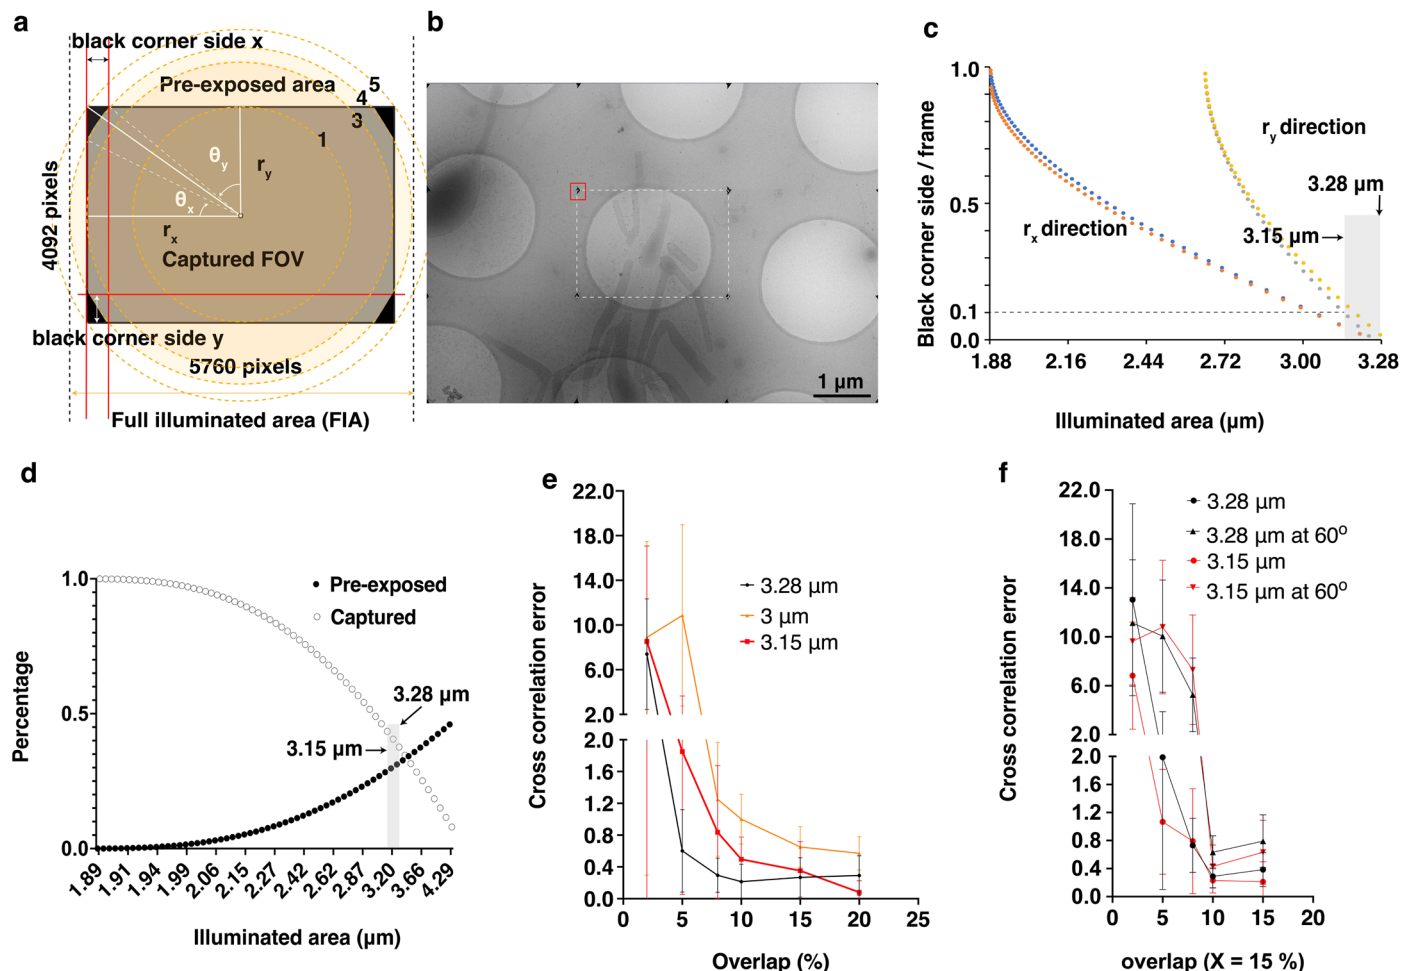 a
black corner side x
Pre-exposed area
5
4
3
1
θy
ry
θx
rx
Captured FOV
4092 pixels
black corner side y
5760 pixels
Full illuminated area (FIA)
b
1 µm
c
Black corner side / frame
1.0
0.5
0.1
0.0
ry direction
rx direction
3.28 µm
3.15 µm
1.88
2.16
2.44
2.72
3.00
3.28
Illuminated area (µm)
d
Percentage
1.0
0.5
0.0
Pre-exposed
Captured
3.28 µm
3.15 µm
1.89
1.91
1.94
1.99
2.06
2.15
2.27
2.42
2.62
2.87
3.20
3.66
4.29
Illuminated area (µm)
e
Cross correlation error
22.0
18.0
14.0
10.0
6.0
2.0
2.0
1.6
1.2
0.8
0.4
0.0
3.28 µm
3 µm
3.15 µm
0
5
10
15
20
25
Overlap (%)
f
Cross correlation error
22.0
18.0
14.0
10.0
6.0
2.0
2.0
1.6
1.2
0.8
0.4
0.0
3.28 µm
3.28 µm at 60º
3.15 µm
3.15 µm at 60º
0
5
10
15
20
overlap (X = 15 %)